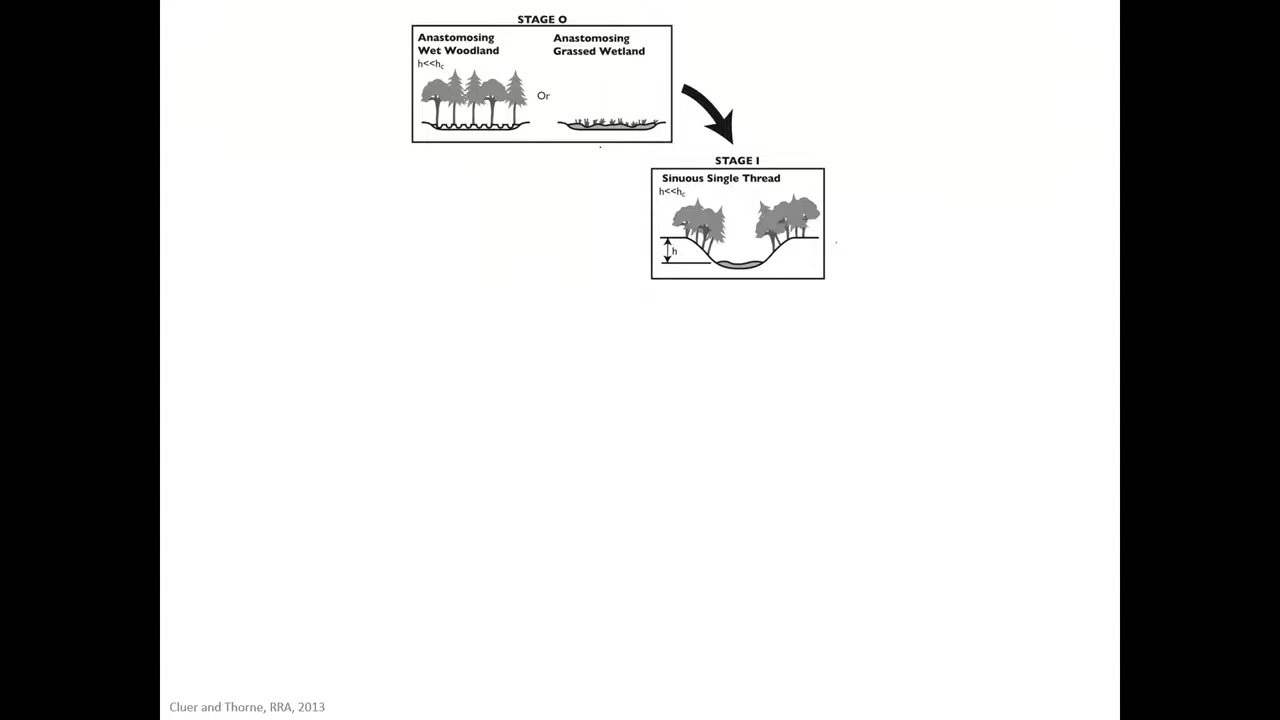 STAGE O
Anastomosing
Wet Woodland
h<<hc
Or
Anastomosing
Grassed Wetland
STAGE I
Sinuous Single Thread
h<<hc
h
Cluer and Thorne, RRA, 2013